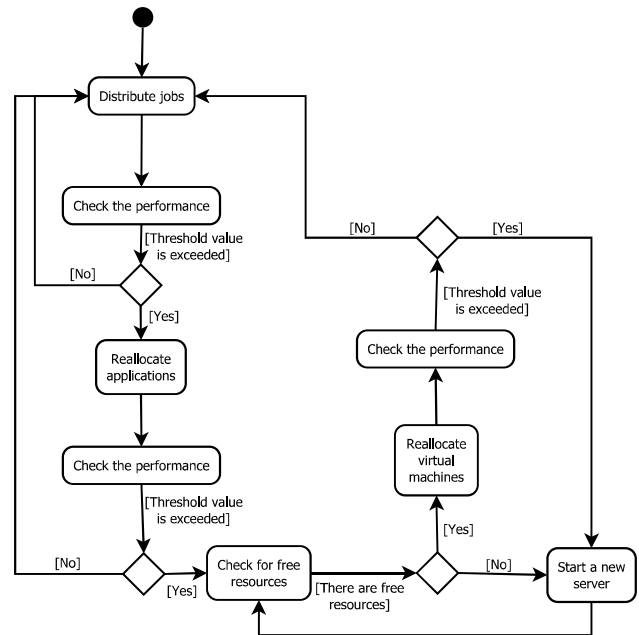 Distribute jobs
Check the performance
[Threshold value
is exceeded]
[No]
[Yes]
Reallocate
applications
Check the performance
[Threshold value
is exceeded]
[No]
[Yes]
Check for free
resources
[There are free
resources]
[Yes]
[No]
Reallocate
virtual
machines
Check the performance
[Threshold value
is exceeded]
[No]
[Yes]
Start a new
server